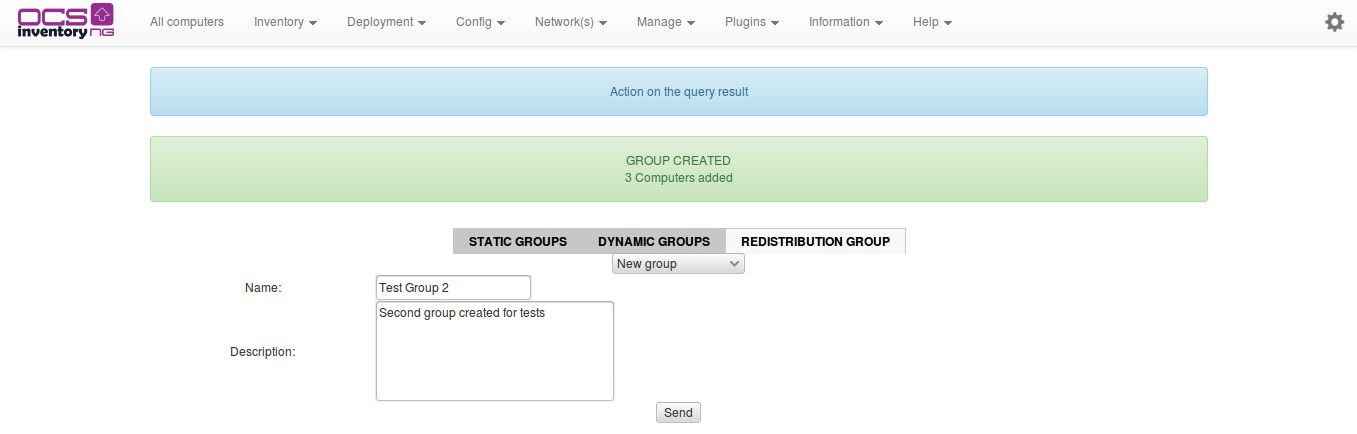 OCS inventory NG
All computers Inventory Deployment Config Network(s) Manage Plugins Information Help
Action on the query result
GROUP CREATED
3 Computers added
STATIC GROUPS DYNAMIC GROUPS REDISTRIBUTION GROUP
New group
Name: Test Group 2
Description: Second group created for tests
Send